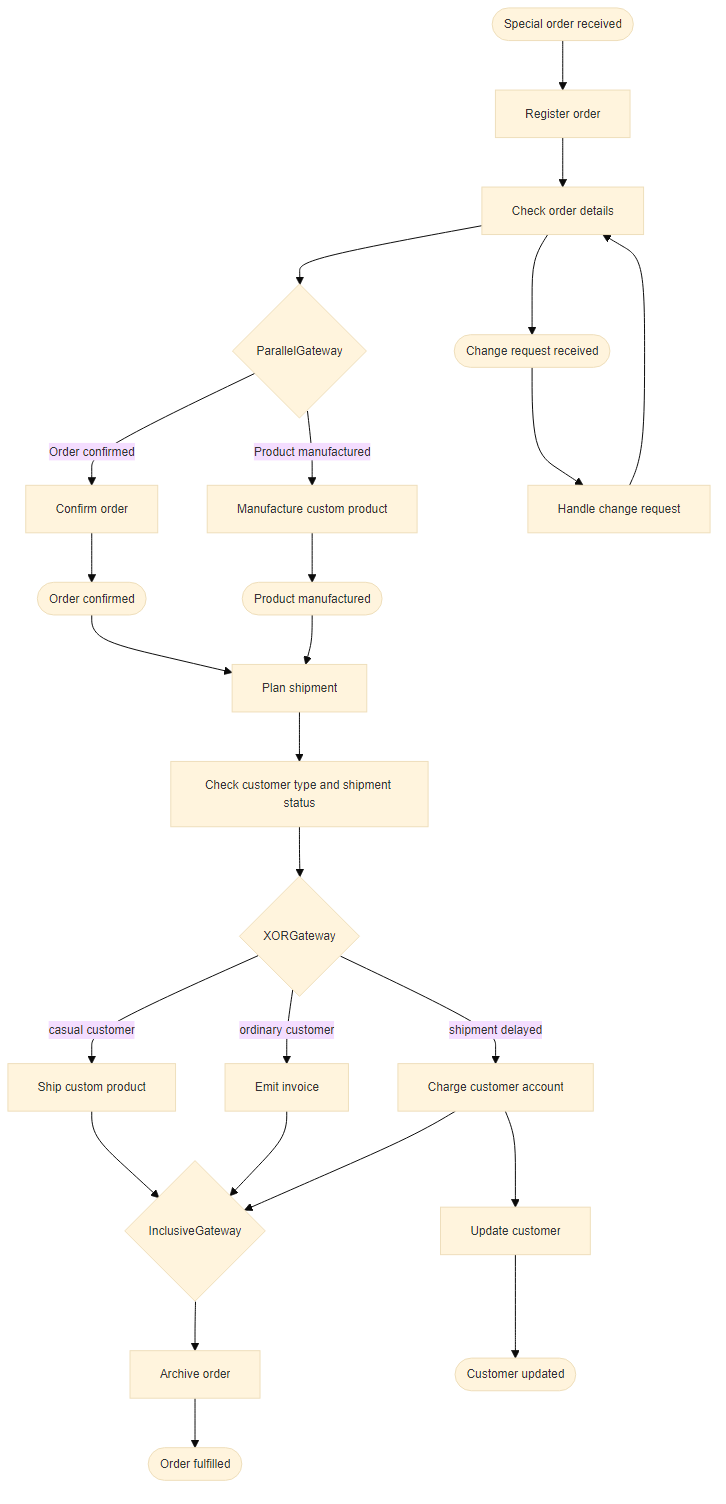 Special order received
Register order
Check order details
ParallelGateway
Change request received
Order confirmed
Product manufactured
Confirm order
Manufacture custom product
Handle change request
Order confirmed
Product manufactured
Plan shipment
Check customer type and shipment
status
XORGateway
casual customer
ordinary customer
shipment delayed
Ship custom product
Emit invoice
Charge customer account
InclusiveGateway
Update customer
Archive order
Customer updated
Order fulfilled